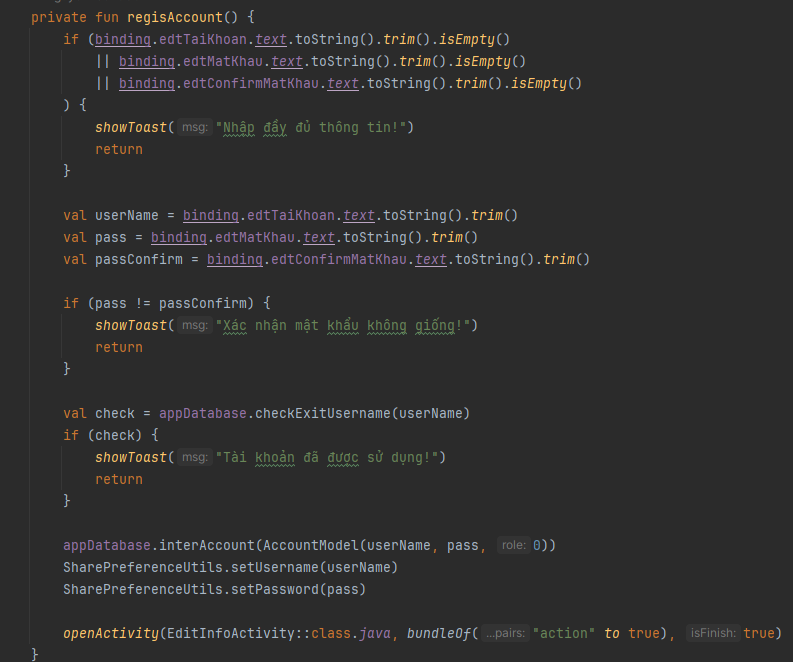 private fun regisAccount() {
if (binding.edtTaiKhoan.text.toString().trim().isEmpty()
|| binding.edtMatKhau.text.toString().trim().isEmpty()
|| binding.edtConfirmMatKhau.text.toString().trim().isEmpty()
) {
showToast( msg: "Nhập đầy đủ thông tin!")
return
}
val userName = binding.edtTaiKhoan.text.toString().trim()
val pass = binding.edtMatKhau.text.toString().trim()
val passConfirm = binding.edtConfirmMatKhau.text.toString().trim()
if (pass != passConfirm) {
showToast( msg: "Xác nhận mật khẩu không giống!")
return
}
val check = appDatabase.checkExitUsername(userName)
if (check) {
showToast( msg: "Tài khoản đã được sử dụng!")
return
}
appDatabase.interAccount(AccountModel(userName, pass, role: 0))
SharePreferenceUtils.setUsername(userName)
SharePreferenceUtils.setPassword(pass)
openActivity(EditInfoActivity::class.java, bundleOf( ...pairs: "action" to true), isFinish: true)
}